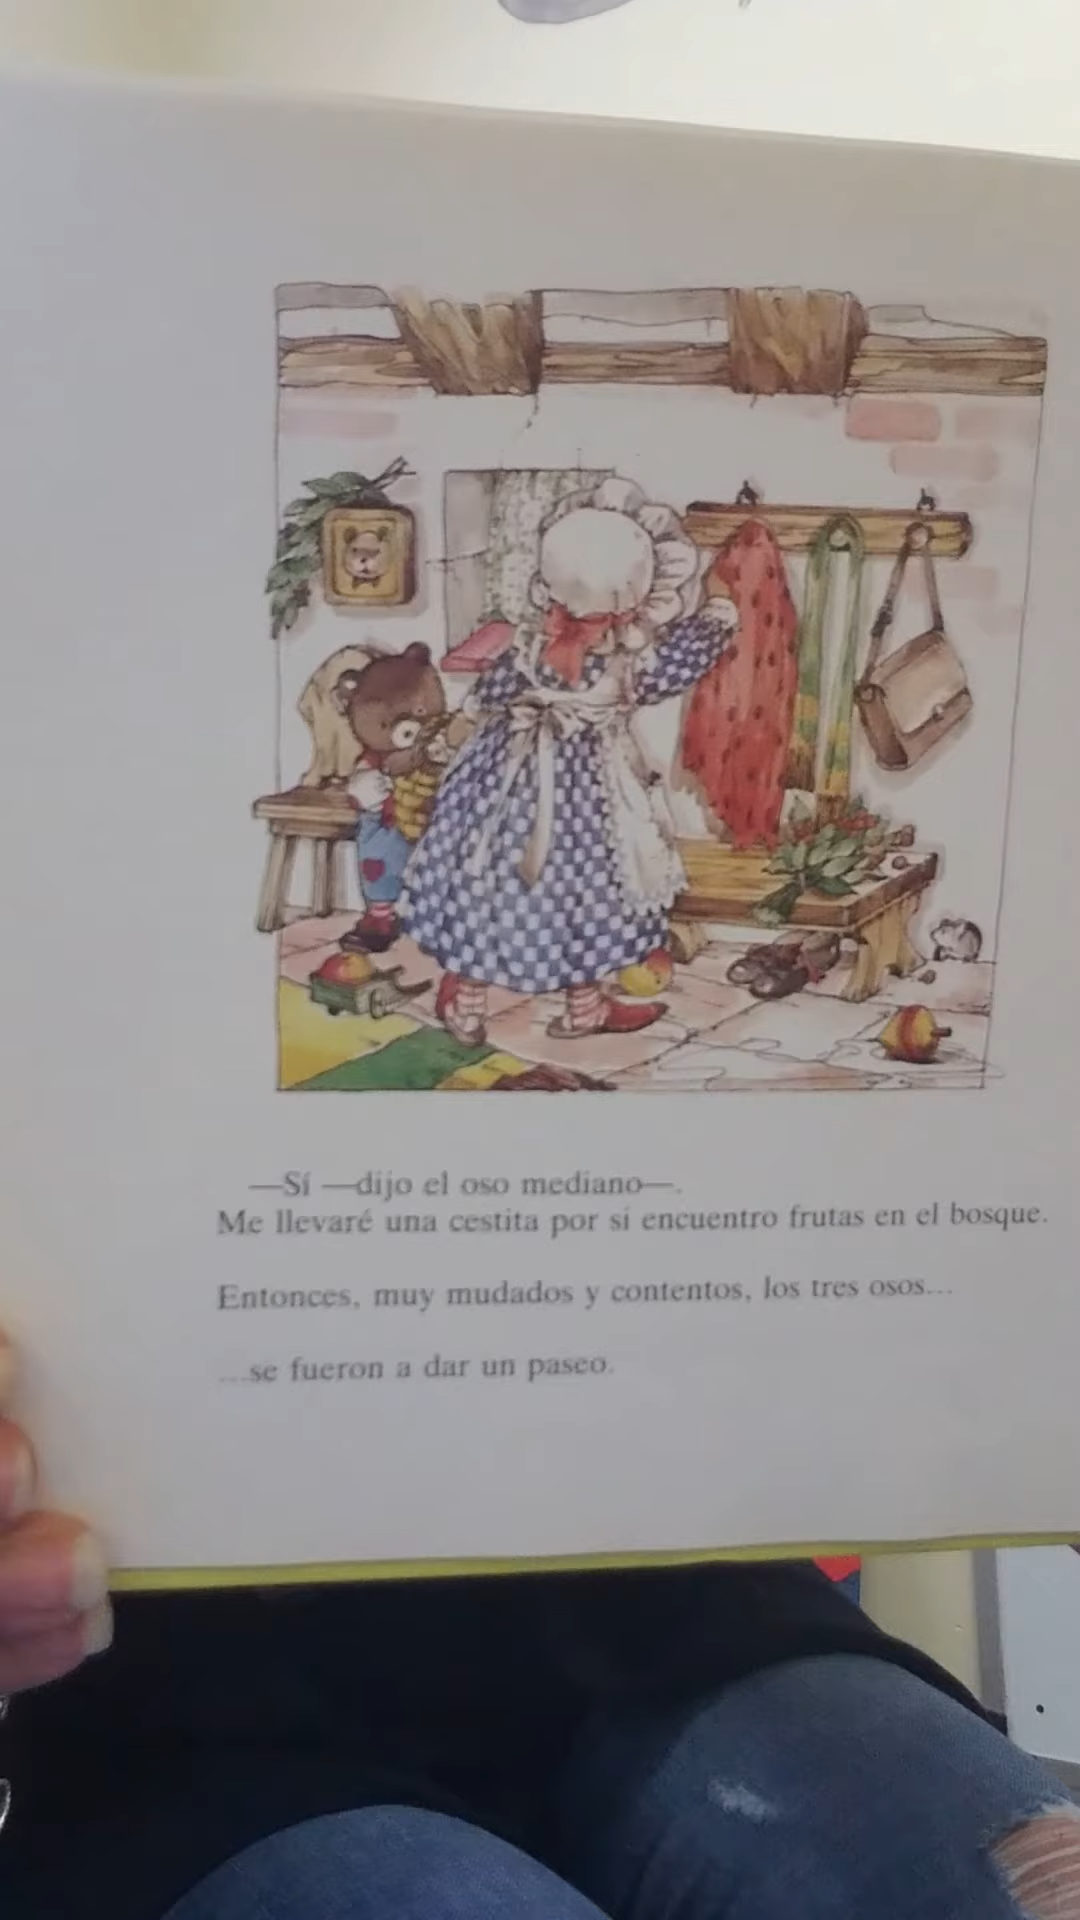 —Sí —dijo el oso mediano—.
Me llevaré una cestita por si encuentro frutas en el bosque.
Entonces, muy mudados y contentos, los tres osos...
...se fueron a dar un paseo.